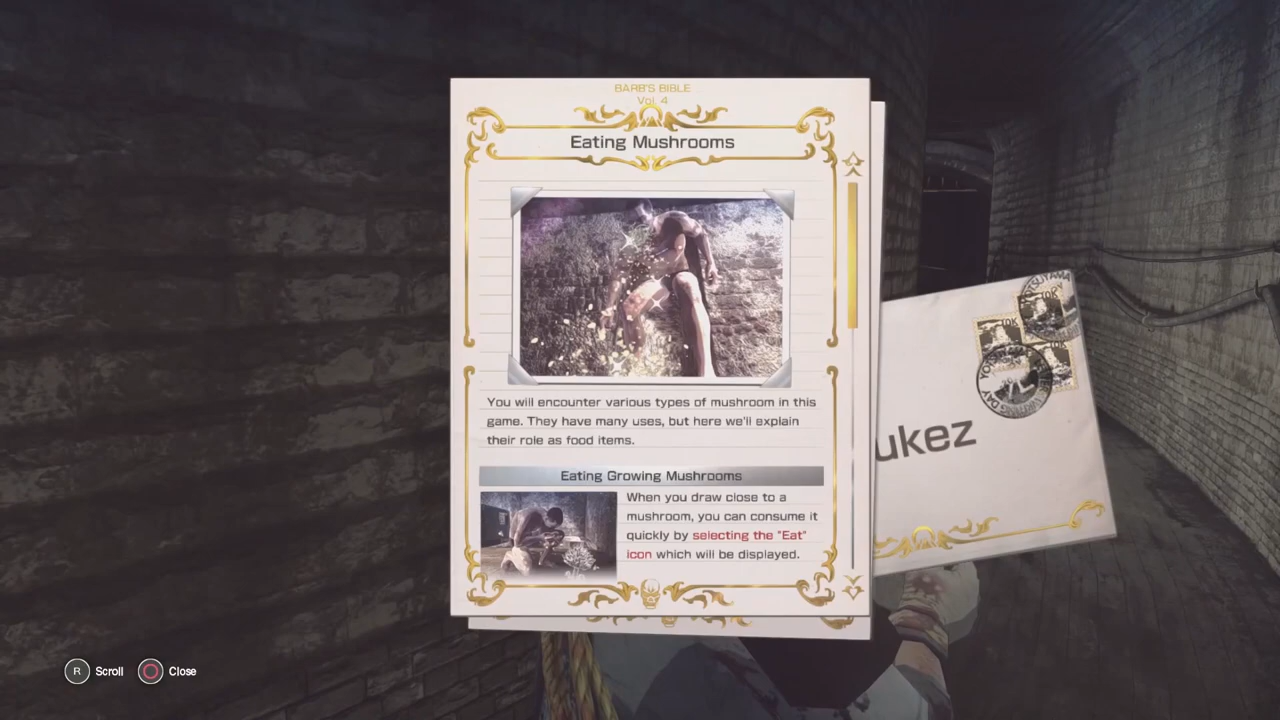 BARB'S BIBLE
Vol. 4
Eating Mushrooms
You will encounter various types of mushroom in this
game. They have many uses, but here we'll explain
their role as food items.
Eating Growing Mushrooms
When you draw close to a
mushroom, you can consume it
quickly by selecting the "Eat"
icon which will be displayed.
ukez
R Scroll Close